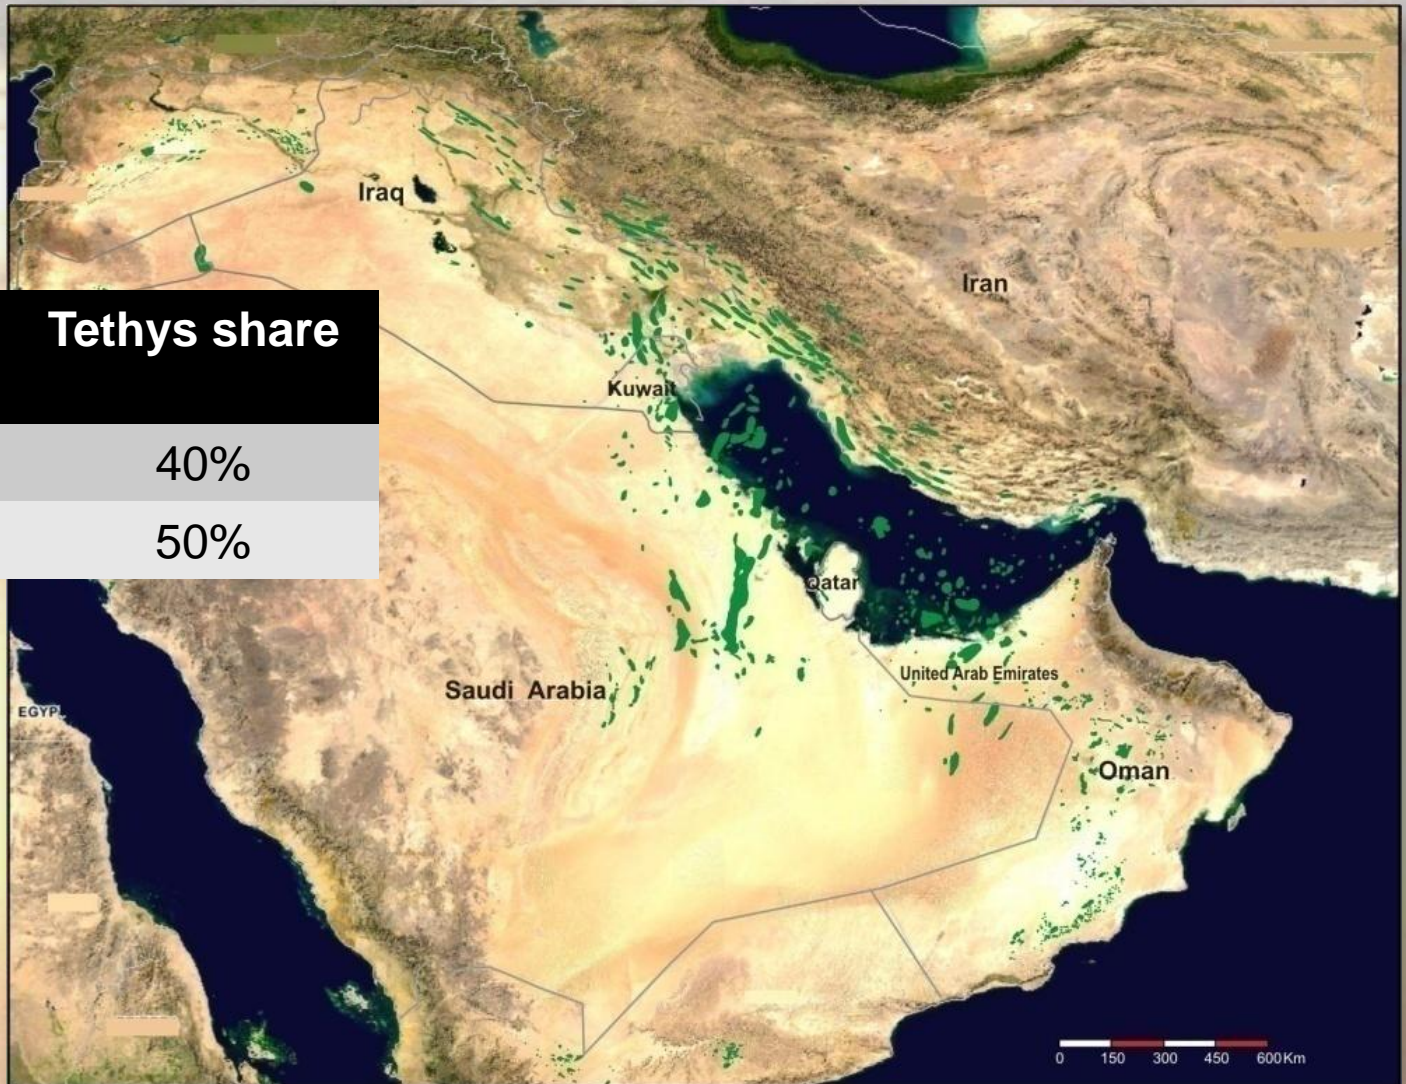 Iraq
Iran
Tethys share
40%
50%
Kuwait
Qatar
United Arab Emirates
Saudi Arabia
EGYP
Oman
0 150 300 450 600Km